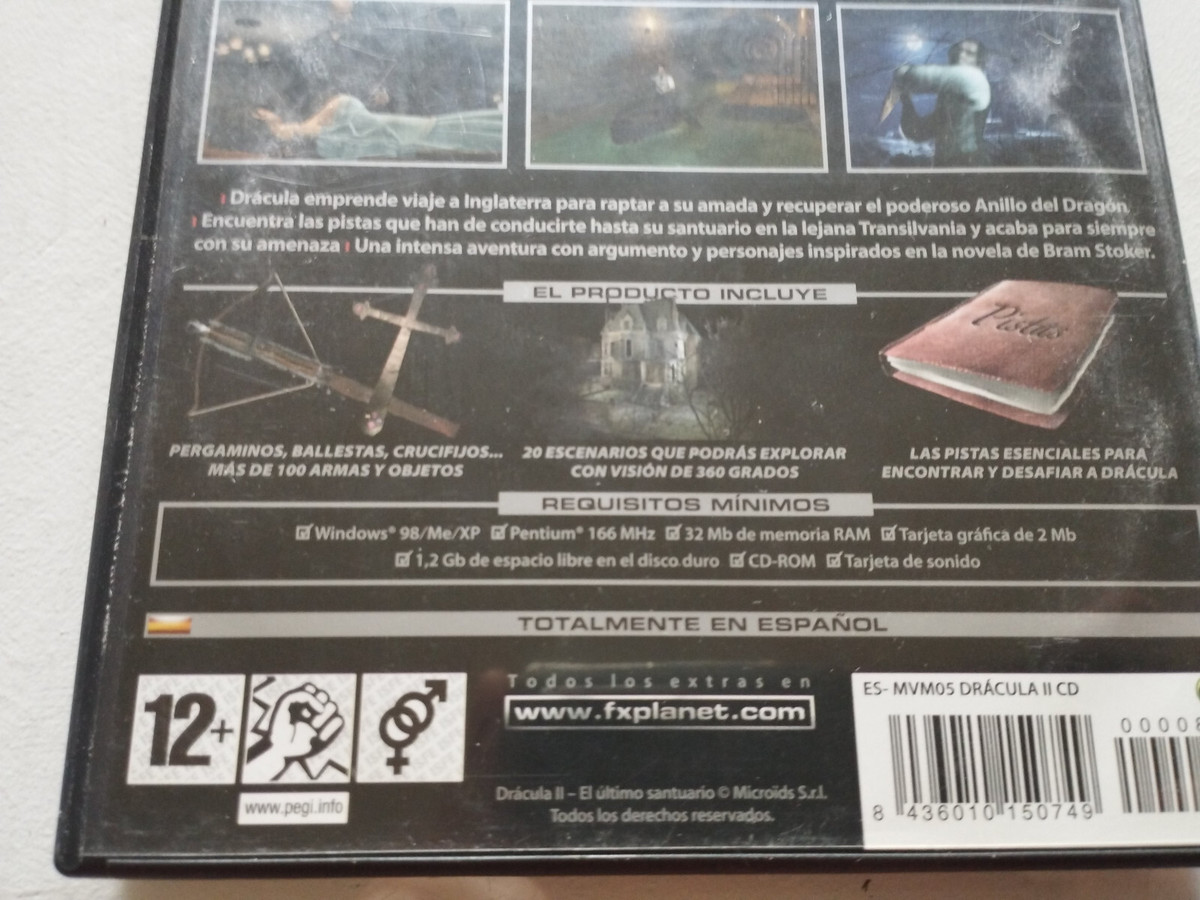 Drácula emprende viaje a Inglaterra para raptar a su amada y recuperar el poderoso Anillo del Dragón
Encuentra las pistas que han de conducirte hasta su santuario en la lejana Transilvania y acaba para siempre
con su amenaza Una intensa aventura con argumento y personajes inspirados en la novela de Bram Stoker.
EL PRODUCTO INCLUYE
Pistas
PERGAMINOS, BALLESTAS, CRUCIFIJOS...
MÁS DE 100 ARMAS Y OBJETOS
20 ESCENARIOS QUE PODRÁS EXPLORAR
CON VISIÓN DE 360 GRADOS
LAS PISTAS ESENCIALES PARA
ENCONTRAR Y DESAFIAR A DRÁCULA
REQUISITOS MÍNIMOS
Windows® 98/Me/XP Pentium® 166 MHz 32 Mb de memoria RAM Tarjeta gráfica de 2 Mb
1,2 Gb de espacio libre en el disco duro CD-ROM Tarjeta de sonido
TOTALMENTE EN ESPAÑOL
12+
www.pegi.info
Todos los extras en
www.fxplanet.com
Drácula II – El último santuario © Microïds S.r.l.
Todos los derechos reservados.
ES- MVM05 DRÁCULA II CD
8 436010 150749
0000